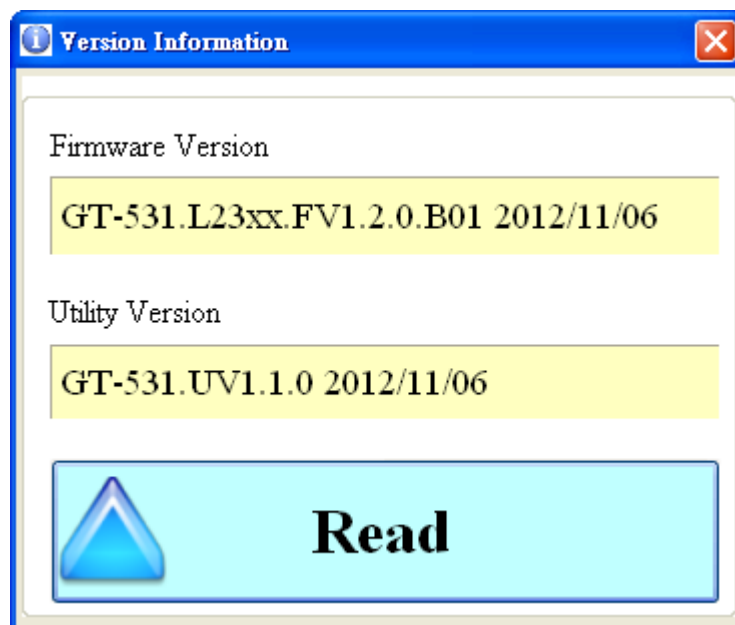 Version Information
Firmware Version
GT-531.L23xx.FV1.2.0.B01 2012/11/06
Utility Version
GT-531.UV1.1.0 2012/11/06
Read